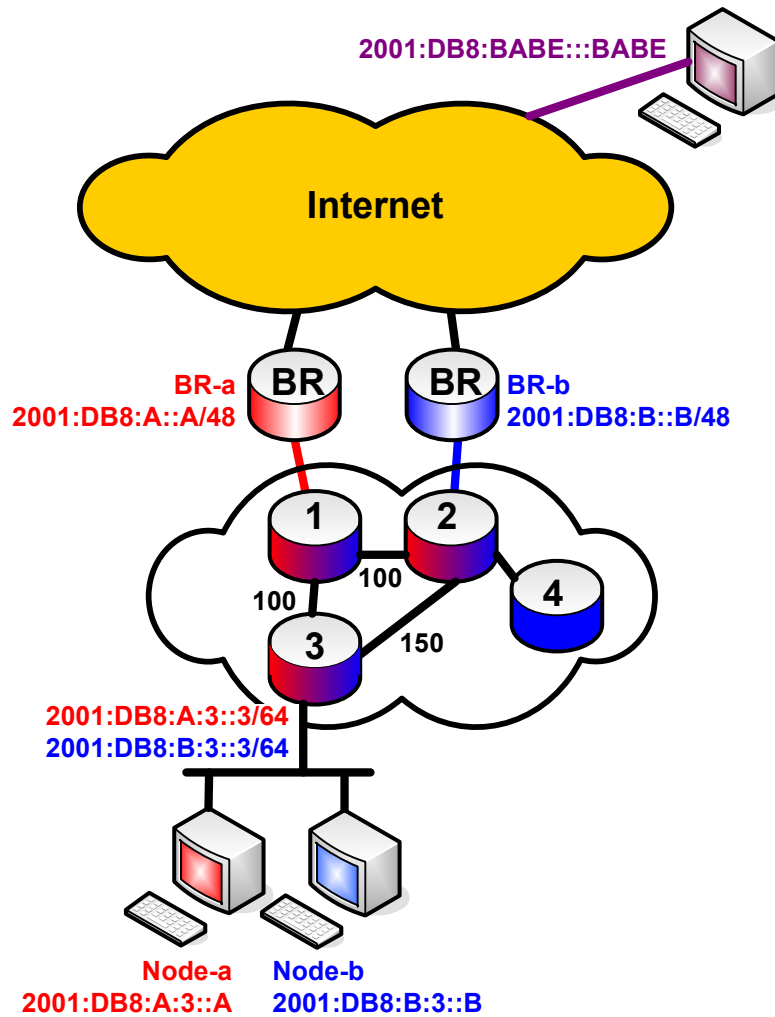 2001:DB8:BABE:::BABE
Internet
BR
BR
BR-a
2001:DB8:A::A/48
BR-b
2001:DB8:B::B/48
1
2
100
4
100
3
150
2001:DB8:A:3::3/64
2001:DB8:B:3::3/64
Node-a
2001:DB8:A:3::A
Node-b
2001:DB8:B:3::B